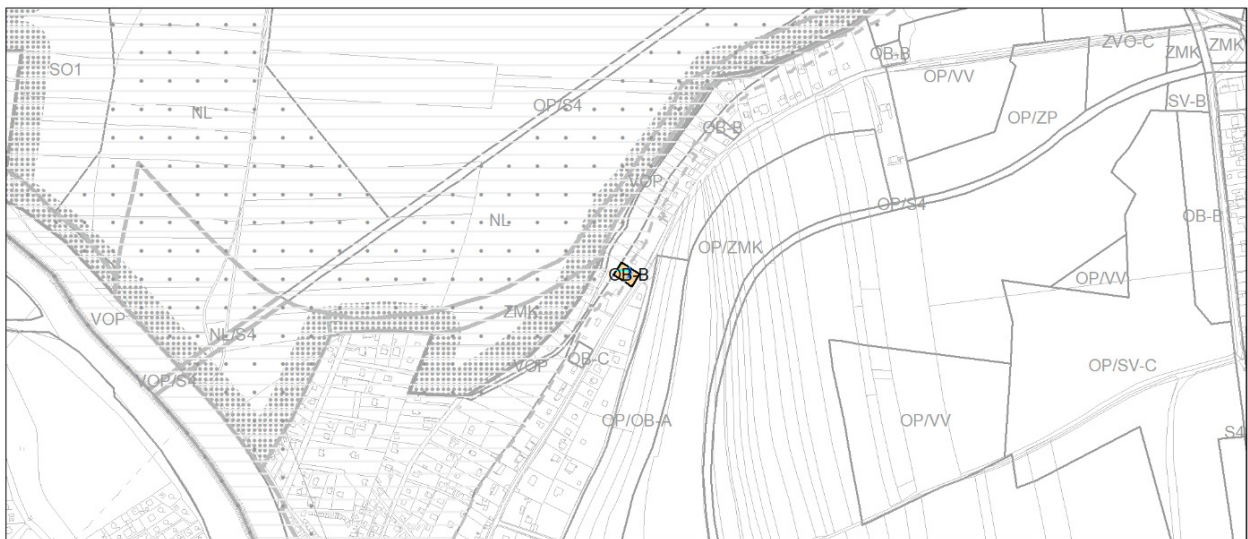 ZVO-C
ZMK
OB-B
ZMK
SO1
OP/VV
OP/S4
SV-B
NL
OP/ZP
OB-B
VOP
OP/S4
OB-B
NL
OP/ZMK
OB-B
OP/VV
ZMK
VOP
NL/S4
OB-C
VOP
OP/SV-C
VOP/S4
OP/OB-A
OP/VV
S4